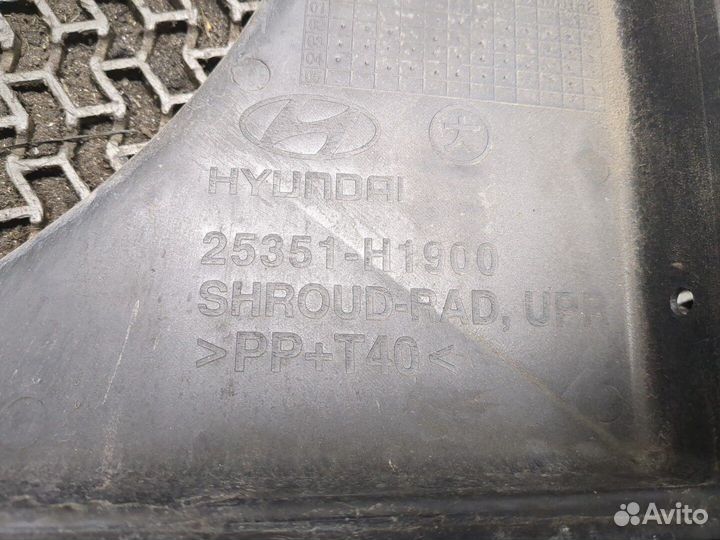 HYUNDAI
25351-H1900
SHROUD-RAD, UPR
>PP+T40<
Avito